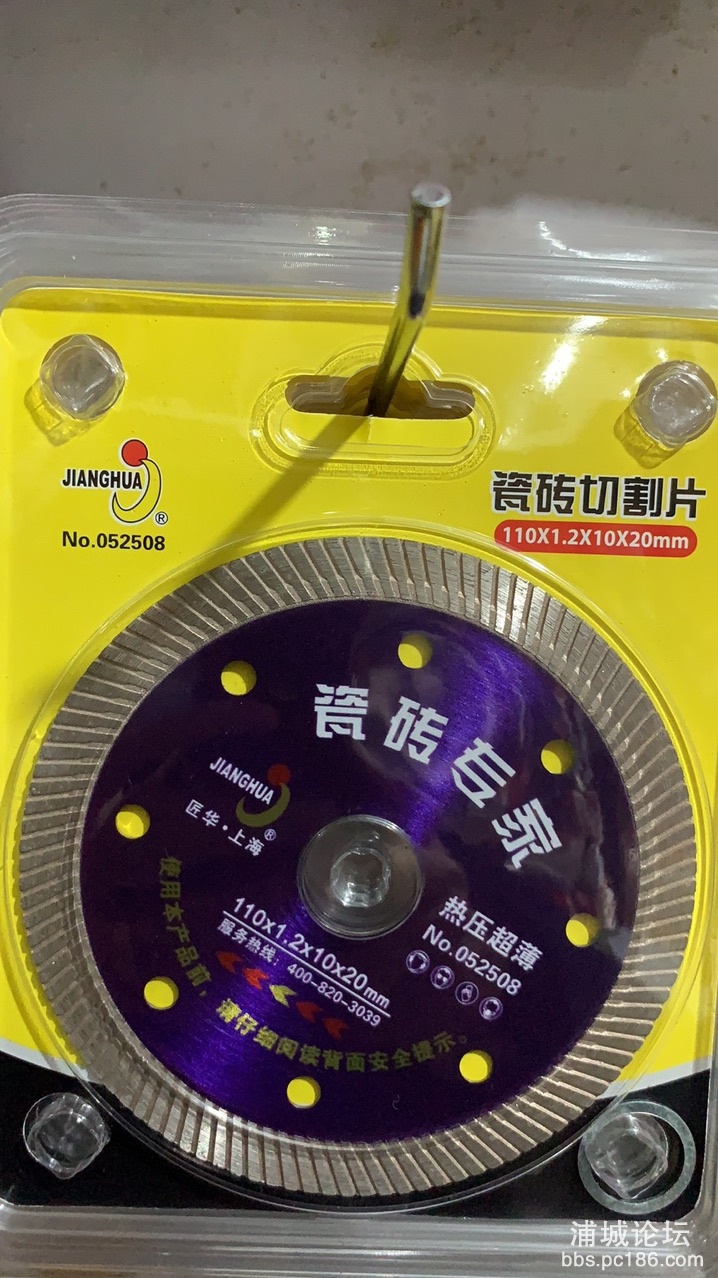 JIANGHUA
®
No.052508
瓷砖切割片
110X1.2X10X20mm
瓷砖专家
JIANGHUA
®
匠华·上海
热压超薄
No.052508
110x1.2x10x20mm
服务热线：400-820-3039
使用本产品前，请仔细阅读背面安全提示。
浦城论坛
bbs.pc186.com